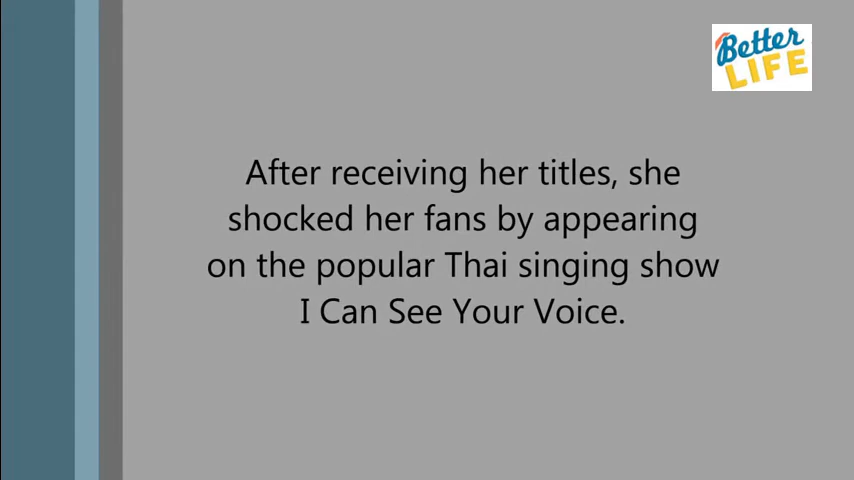 Better
LIFE
After receiving her titles, she
shocked her fans by appearing
on the popular Thai singing show
I Can See Your Voice.